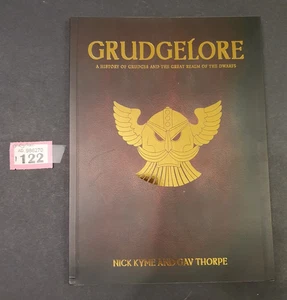 GRUDGELORE
A HISTORY OF GRUDGES AND THE GREAT REALM OF THE DWARFS
122
NICK KYME AND GAV THORPE